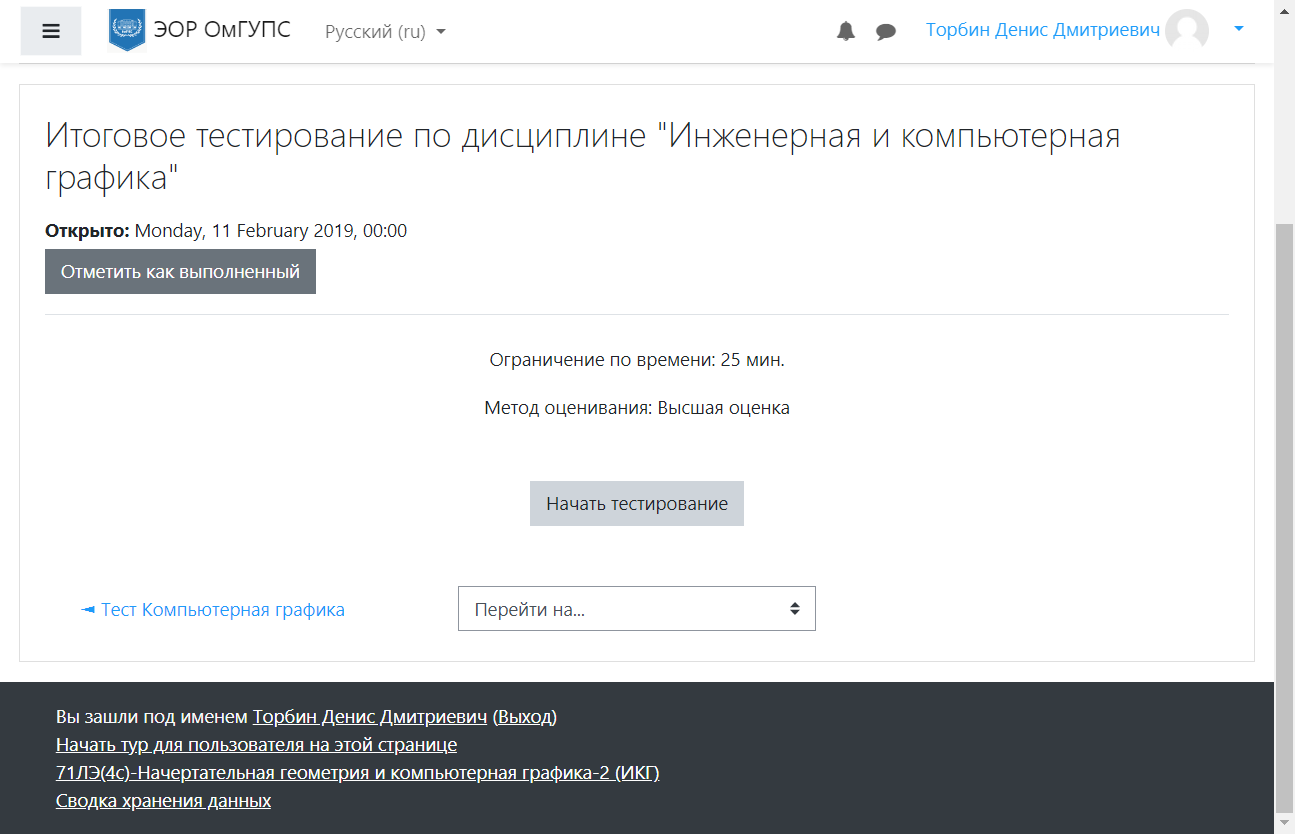 ЭОР ОмГУПС
Русский (ru)
Торбин Денис Дмитриевич
Итоговое тестирование по дисциплине "Инженерная и компьютерная
графика"
Открыто: Monday, 11 February 2019, 00:00
Отметить как выполненный
Ограничение по времени: 25 мин.
Метод оценивания: Высшая оценка
Начать тестирование
◄ Тест Компьютерная графика
Перейти на...
Вы зашли под именем Торбин Денис Дмитриевич (Выход)
Начать тур для пользователя на этой странице
71ЛЭ(4с)-Начертательная геометрия и компьютерная графика-2 (ИКГ)
Сводка хранения данных